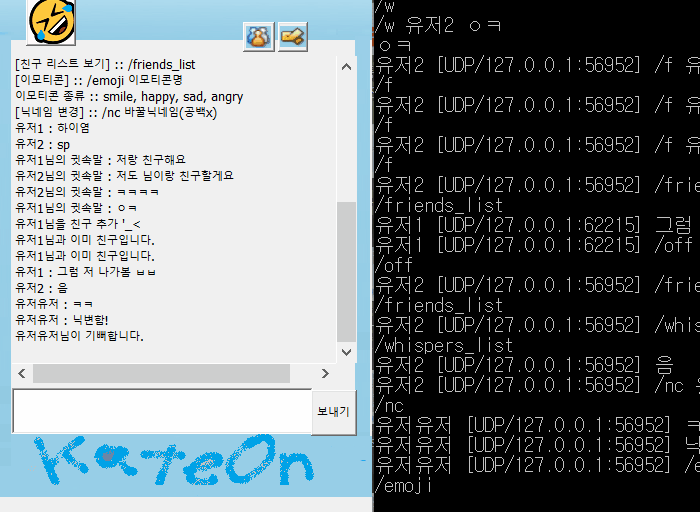 [친구 리스트 보기] :: /friends_list
[이모티콘] :: /emoji 이모티콘명
이모티콘 종류 :: smile, happy, sad, angry
[닉네임 변경] :: /nc 바꿀닉네임(공백x)
유저1 : 하이염
유저2 : sp
유저1님의 귓속말 : 저랑 친구해요
유저2님의 귓속말 : 저도 님이랑 친구할게요
유저2님의 귓속말 : ㅋㅋㅋㅋ
유저1님의 귓속말 : ㅇㅋ
유저1님을 친구 추가 '_<
유저1님과 이미 친구입니다.
유저1님과 이미 친구입니다.
유저1 : 그럼 저 나가봄 ㅂㅂ
유저2 : 음
유저유저 : ㅋㅋ
유저유저 : 닉변함!
유저유저님이 기뻐합니다.
보내기
KateOn
/w
/w 유저2 ㅇㅋ
ㅇㅋ
유저2 [UDP/127.0.0.1:56952] /f 유
/f
유저2 [UDP/127.0.0.1:56952] /f 유
/f
유저2 [UDP/127.0.0.1:56952] /f 유
/f
유저2 [UDP/127.0.0.1:56952] /frie
/friends_list
유저1 [UDP/127.0.0.1:62215] 그럼
유저1 [UDP/127.0.0.1:62215] /off
/off
유저2 [UDP/127.0.0.1:56952] /frie
/friends_list
유저2 [UDP/127.0.0.1:56952] /whis
/whispers_list
유저2 [UDP/127.0.0.1:56952] 음
유저2 [UDP/127.0.0.1:56952] /nc 유
/nc
유저유저 [UDP/127.0.0.1:56952] ㅋ
유저유저 [UDP/127.0.0.1:56952] 닉
유저유저 [UDP/127.0.0.1:56952] /e
/emoji